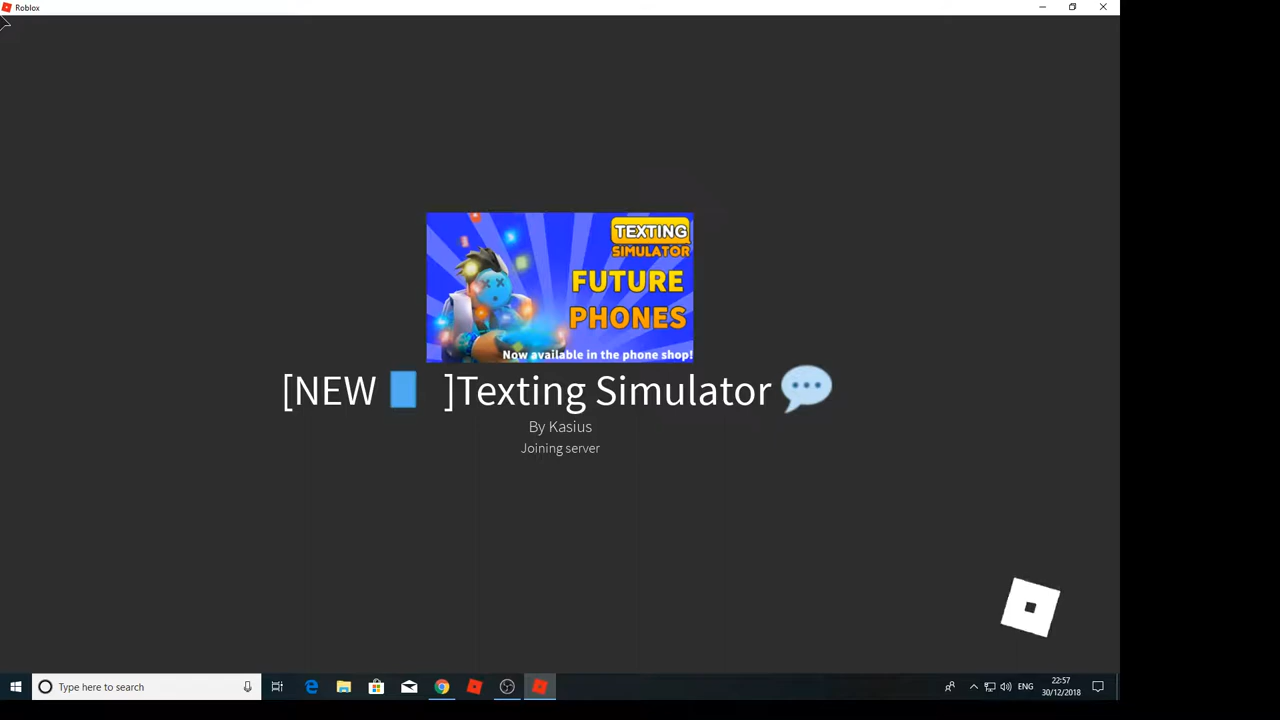 Roblox
TEXTING
SIMULATOR
FUTURE
PHONES
Now available in the phone shop!
[NEW 📘 ]Texting Simulator 💬
By Kasius
Joining server
Type here to search
ENG
22:57
30/12/2018